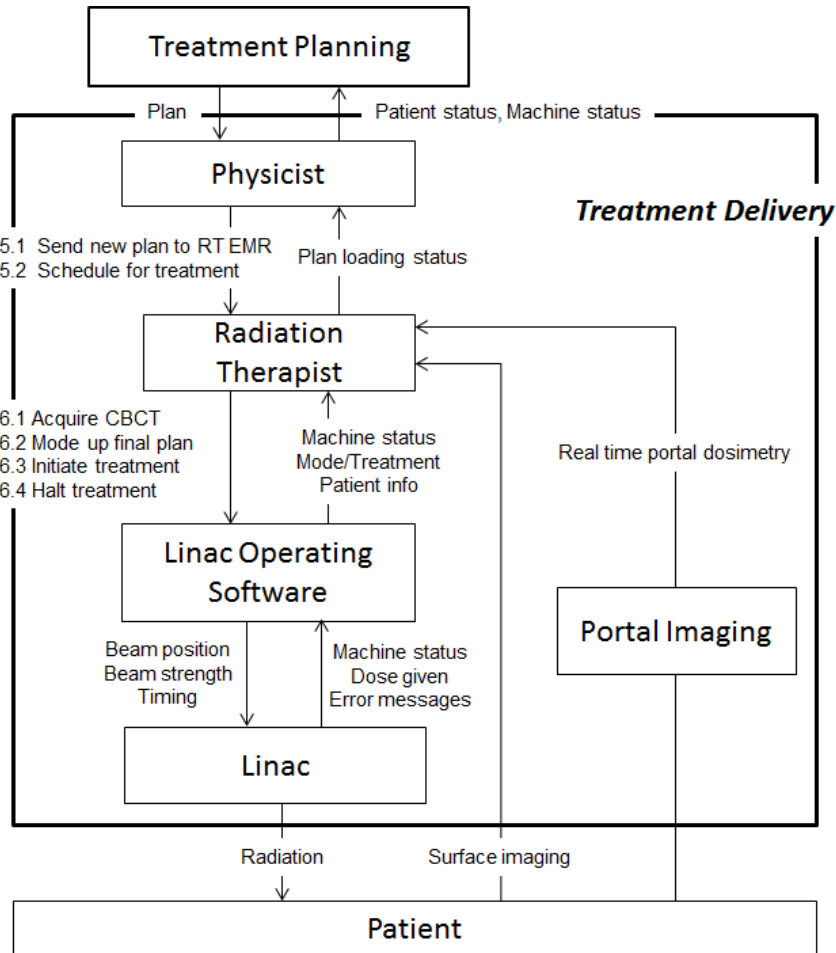 Treatment Planning
Plan
Patient status, Machine status
Physicist
Treatment Delivery
5.1 Send new plan to RT EMR
5.2 Schedule for treatment
Plan loading status
Radiation
Therapist
6.1 Acquire CBCT
6.2 Mode up final plan
6.3 Initiate treatment
6.4 Halt treatment
Machine status
Mode/Treatment
Patient info
Real time portal dosimetry
Linac Operating
Software
Portal Imaging
Beam position
Beam strength
Timing
Machine status
Dose given
Error messages
Linac
Radiation
Surface imaging
Patient